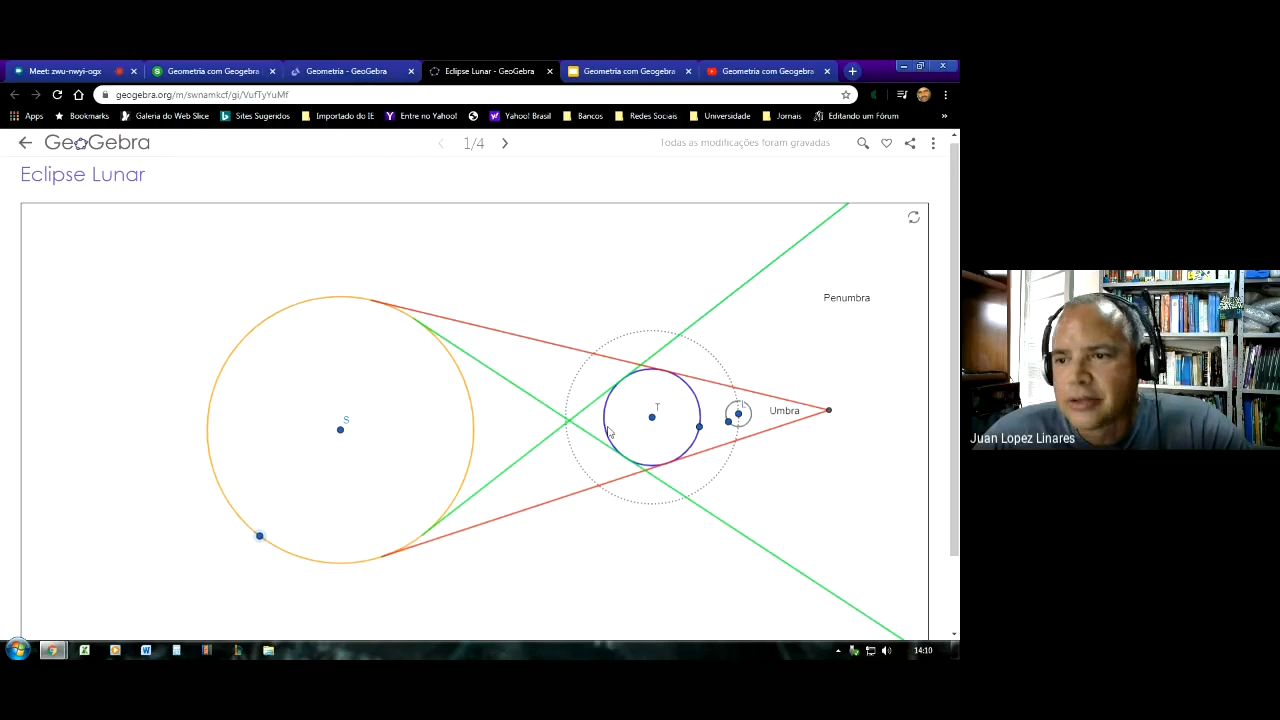 Meet: zwu-nwyi-ogx
Geometria com Geogebra
Geometria - GeoGebra
Eclipse Lunar - GeoGebra
Geometria com Geogebra
Geometria com Geogebra
geogebra.org/m/swnamkcf/gi/VufTyYuMf
Apps
Bookmarks
Galeria do Web Slice
Sites Sugeridos
Importado do IE
Entre no Yahoo!
Yahoo! Brasil
Bancos
Redes Sociais
Universidade
Jornais
Editando um Fórum
»
GeoGebra
1/4
Todas as modificações foram gravadas
Eclipse Lunar
Penumbra
S
T
L
Umbra
Juan Lopez Linares
14:10